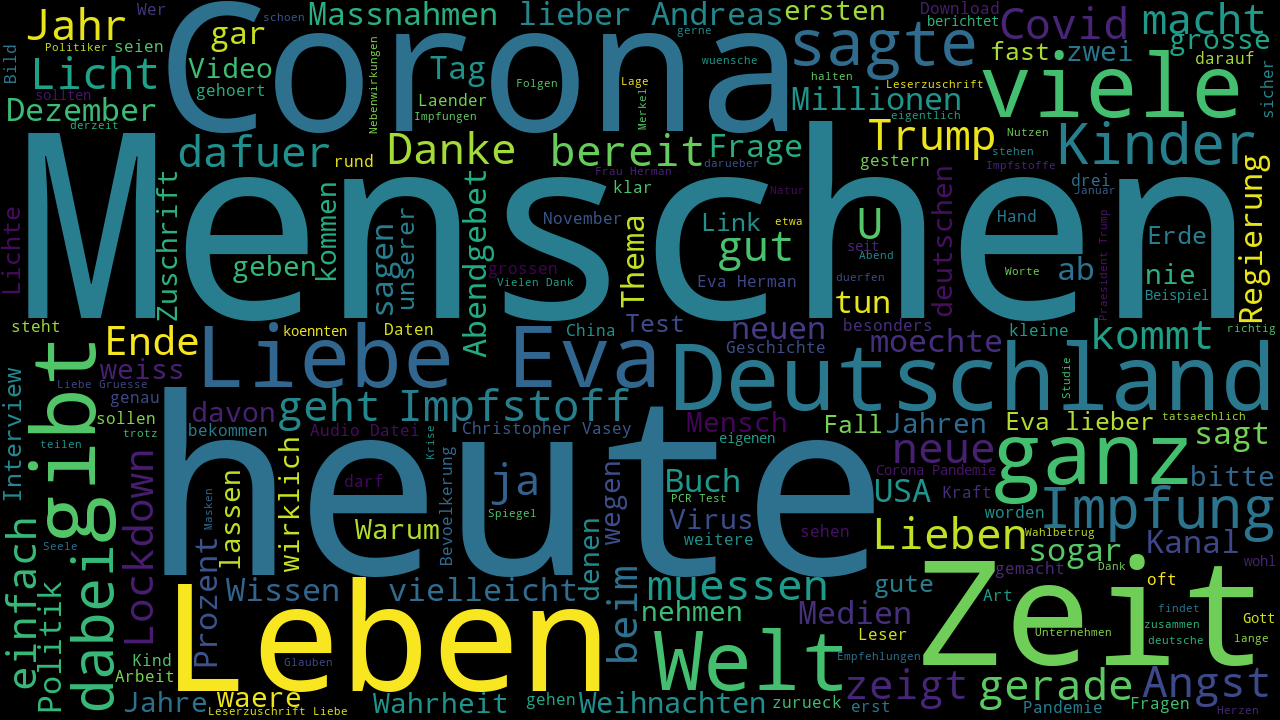 Jahr
Wer
schoen
Massnahmen
lieber Andreas
ersten
Download
berichtet
Covid
macht
Politiker
seien
gar
Corona
gerne
sagte
grosse
Bild
Licht
Video
gehoert
Tag
Folgen
Lage
wuensche
fast
zwei
viele
darauf
sicher
sollten
Nebenwirkungen
Laender
Impfungen
Merkel
halten
Millionen
Leserzuschrift
eigentlich
Dezember
derzeit
dafuer
rund
Danke
bereit
Frage
darueber
Trump
gestern
Nutzen
stehen
Impfstoffe
Kinder
Menschen
Frau Herman
klar
Natur
drei
Januar
Lichte
Zuschrift
kommen
sagen
unserer
Abendgebet
November
Thema
Link
etwa
U
seit
Abend
Hand
deutschen
Praesident Trump
Erde
Regierung
geben
grossen
Vielen Dank
gut
Eva Herman
duerfen
Worte
ab
nie
Beispiel
tun
steht
Ende
koennten
Daten
China
Test
neuen
Geschichte
besonders
moechte
kleine
kommt
richtig
weiss
Liebe
Eva
Deutschland
Studie
Interview
gibt
Liebe Gruesse
genau
sollen
trotz
davon
bekommen
geht
Impfstoff
Audio Datei
Krise
Christopher Vasey
Mensch
eigenen
Fall
Jahren
Eva lieber
tatsaechlich
sagt
teilen
heute
neue
ganz
Lockdown
wirklich
darf
Bevoelkerung
ja
wegen
Buch
PCR Test
Corona Pandemie
USA
Kraft
bitte
worden
Impfung
einfach
dabei
Masken
lassen
Warum
Spiegel
denen
Virus
weitere
sehen
Lieben
Wahlbetrug
sogar
Kanal
wohl
Seele
Prozent
gemacht
Dank
Politik
Wissen
vielleicht
beim
muessen
gute
Art
oft
Zeit
Leben
nehmen
Medien
Leser
findet
zusammen
Gott
Unternehmen
deutsche
lange
Kind
Arbeit
Glauben
Welt
Empfehlungen
zeigt
gerade
Angst
Jahre
waere
Leserzuschrift Liebe
Wahrheit
gehen
Weihnachten
zurueck
erst
Pandemie
Fragen
Herzen